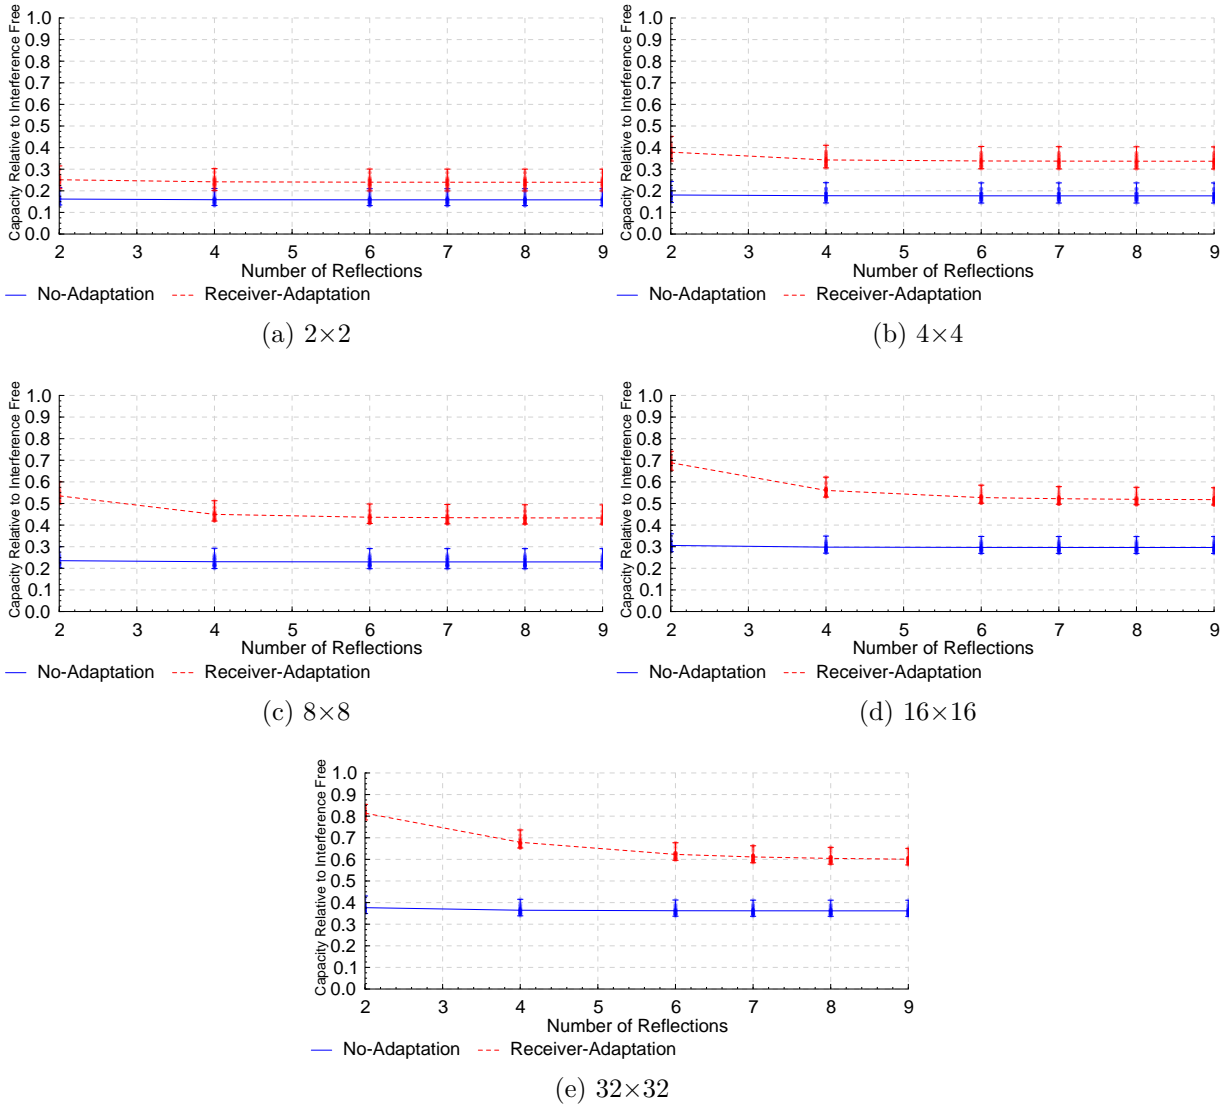 Capacity Relative to Interference Free
1.0
0.9
0.8
0.7
0.6
0.5
0.4
0.3
0.2
0.1
0.0
2 3 4 5 6 7 8 9
Number of Reflections
No-Adaptation Receiver-Adaptation
(a) 2×2
Capacity Relative to Interference Free
1.0
0.9
0.8
0.7
0.6
0.5
0.4
0.3
0.2
0.1
0.0
2 3 4 5 6 7 8 9
Number of Reflections
No-Adaptation Receiver-Adaptation
(b) 4×4
Capacity Relative to Interference Free
1.0
0.9
0.8
0.7
0.6
0.5
0.4
0.3
0.2
0.1
0.0
2 3 4 5 6 7 8 9
Number of Reflections
No-Adaptation Receiver-Adaptation
(c) 8×8
Capacity Relative to Interference Free
1.0
0.9
0.8
0.7
0.6
0.5
0.4
0.3
0.2
0.1
0.0
2 3 4 5 6 7 8 9
Number of Reflections
No-Adaptation Receiver-Adaptation
(d) 16×16
Capacity Relative to Interference Free
1.0
0.9
0.8
0.7
0.6
0.5
0.4
0.3
0.2
0.1
0.0
2 3 4 5 6 7 8 9
Number of Reflections
No-Adaptation Receiver-Adaptation
(e) 32×32